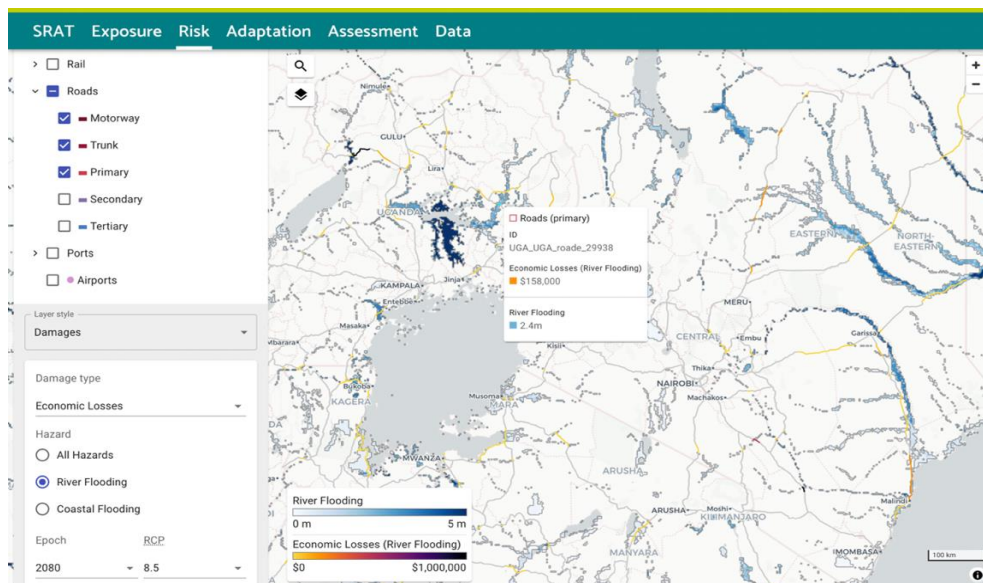 SRAT Exposure Risk Adaptation Assessment Data
Rail
Roads
Motorway
Trunk
Primary
Secondary
Tertiary
Ports
Airports
Layer style
Damages
Damage type
Economic Losses
Hazard
All Hazards
River Flooding
Coastal Flooding
Epoch RCP
2080 8.5
Nimule
GULU
Lira
UGANDA
Jinja
KAMPALA
Entebbe
Masaka
Mbarara
Bukoba
KAGERA
Musoma
MARA
MWANZA
Kisii
Roads (primary)
ID
UGA_UGA_roade_29938
Economic Losses (River Flooding)
$158,000
River Flooding
2.4m
EASTERN
NORTH-
EASTERN
MERU
Garissa
CENTRAL
Embu
Thika
NAIROBI
Machakos
ARUSHA
ARUSHA
Moshi
KILIMANJARO
MANYARA
Malindi
MOMBASA
River Flooding
0 m 5 m
Economic Losses (River Flooding)
$0 $1,000,000
100 km